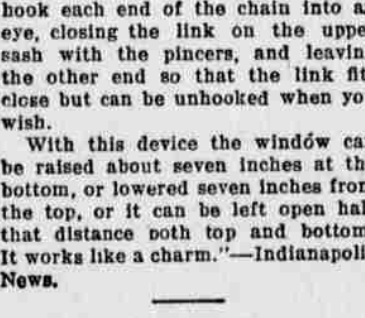 hook each end of the chain into a
eye, closing the link on the uppe
sash with the pincers, and leavin
the other end so that the link fit
close but can be unhooked when yo
wish.
With this device the window ca
be raised about seven inches at th
bottom, or lowered seven inches from
the top, or it can be left open hal
that distance both top and bottom
It works like a charm."—Indianapoli
News.